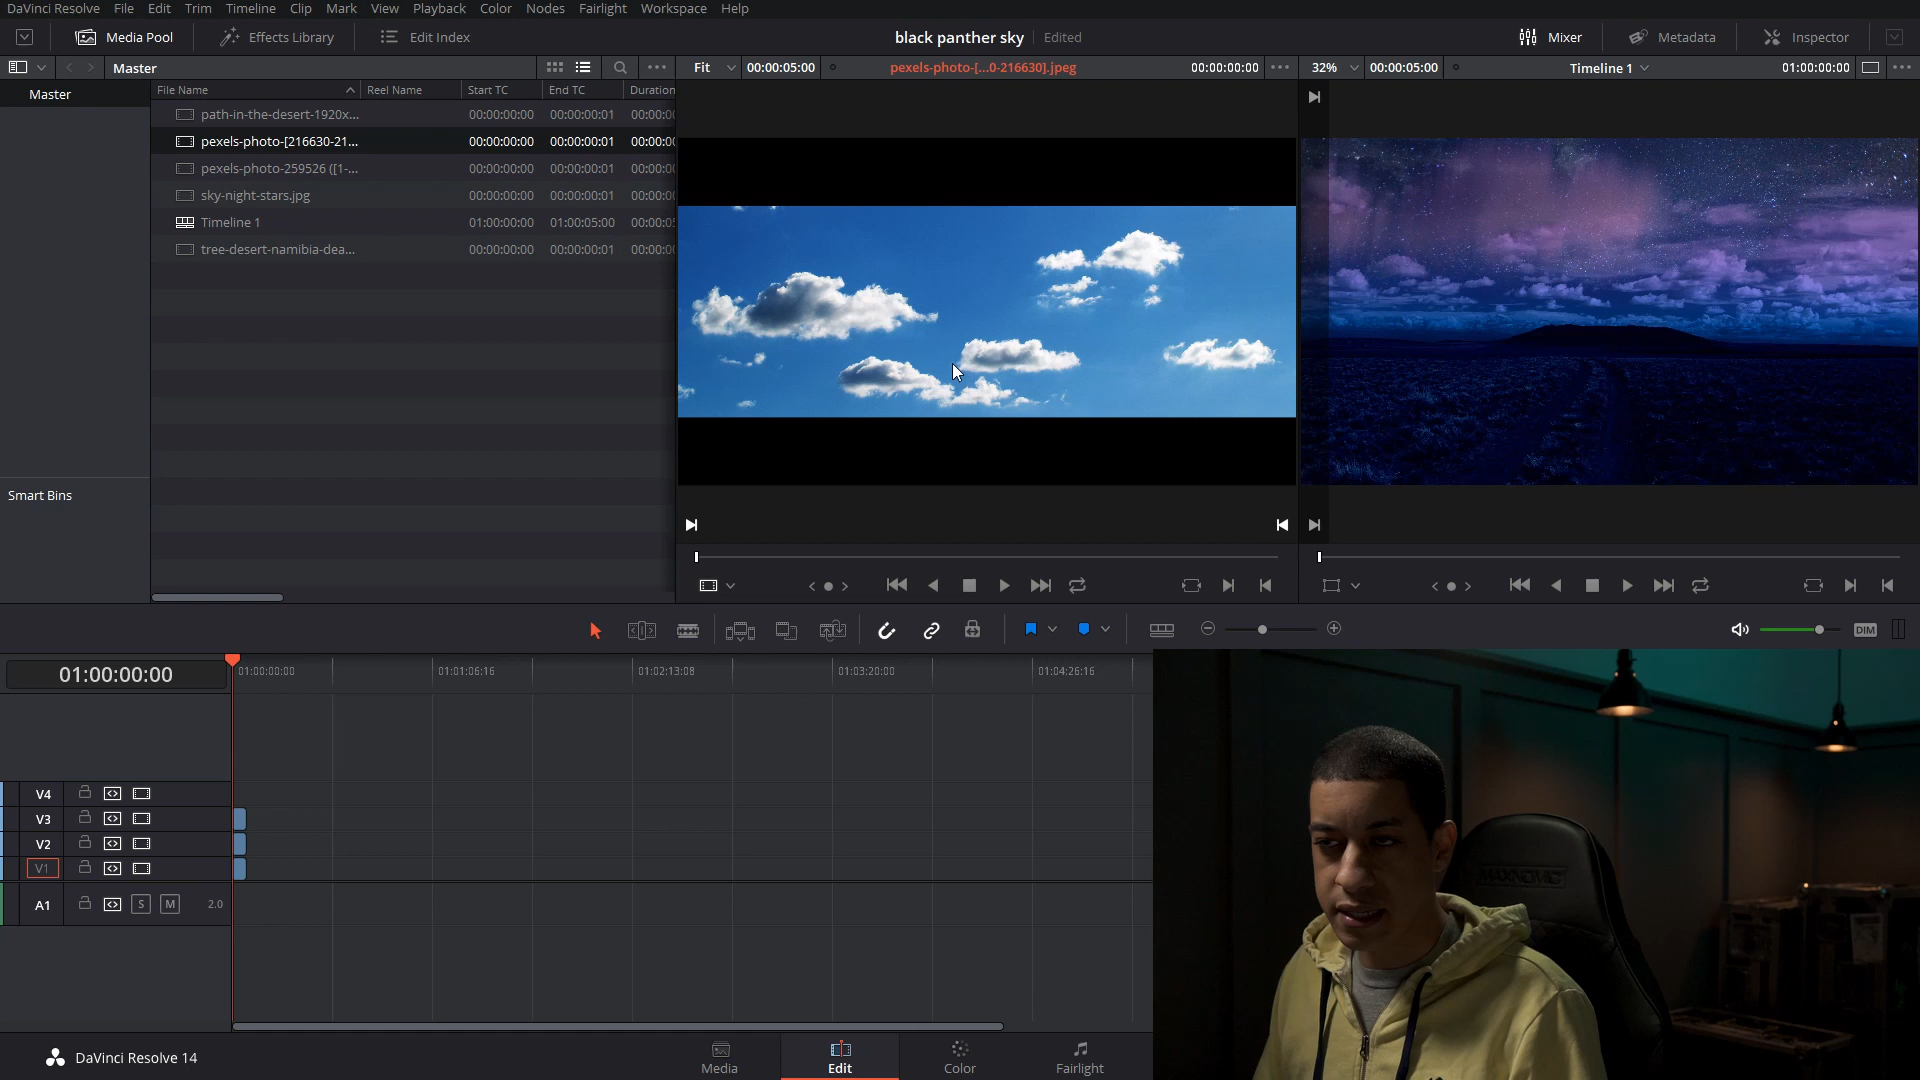 DaVinci Resolve File Edit Trim Timeline Clip Mark View Playback Color Nodes Fairlight Workspace Help
Media Pool Effects Library Edit Index black panther sky Edited Mixer Metadata Inspector
Master Fit 00:00:05:00 pexels-photo-[...0-216630].jpeg 00:00:00:00 32% 00:00:05:00 Timeline 1 01:00:00:00
Master File Name Reel Name Start TC End TC Duration
path-in-the-desert-1920x... 00:00:00:00 00:00:00:01 00:00:0
pexels-photo-[216630-21... 00:00:00:00 00:00:00:01 00:00:0
pexels-photo-259526 ([1-... 00:00:00:00 00:00:00:01 00:00:0
sky-night-stars.jpg 00:00:00:00 00:00:00:01 00:00:0
Timeline 1 01:00:00:00 01:00:05:00 00:00:0
tree-desert-namibia-dea... 00:00:00:00 00:00:00:01 00:00:0
Smart Bins
DIM
01:00:00:00 01:00:00:00 01:01:06:16 01:02:13:08 01:03:20:00 01:04:26:16
V4
V3
V2
V1
A1 S M 2.0
MAXNOMIC
DaVinci Resolve 14 Media Edit Color Fairlight